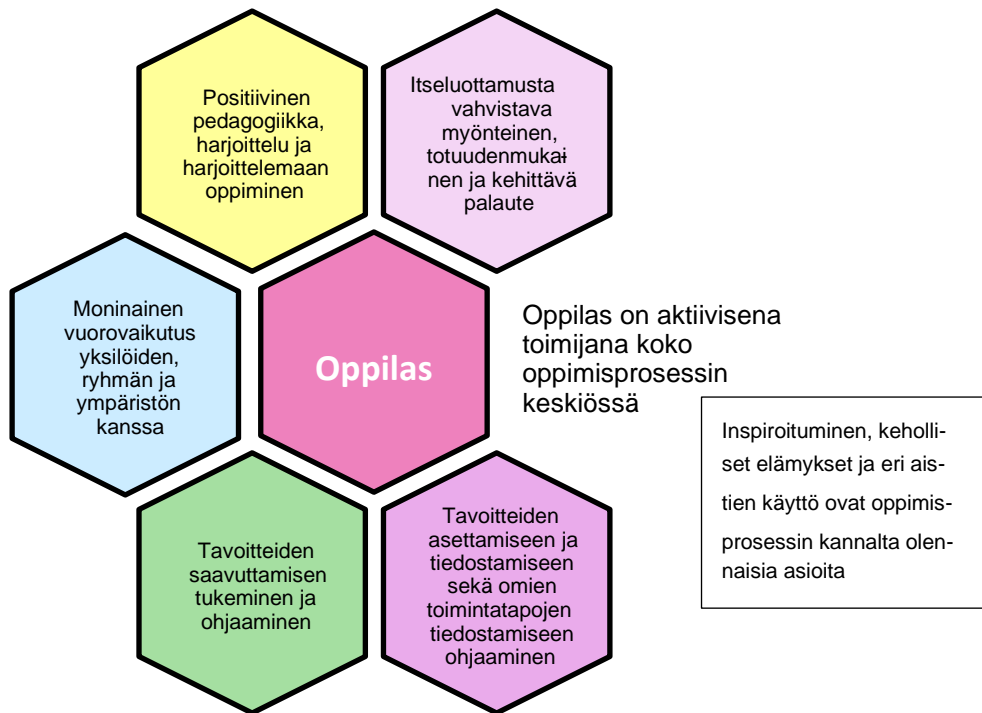 Positiivinen
pedagogiikka,
harjoittelu ja
harjoittelemaan
oppiminen
Itseluottamusta
vahvistava
myönteinen,
totuudenmukai
nen ja kehittävä
palaute
Moninainen
vuorovaikutus
yksilöiden,
ryhmän ja
ympäristön
kanssa
Oppilas
Oppilas on aktiivisena
toimijana koko
oppimisprosessin
keskiössä
Inspiroituminen, keholli-
set elämykset ja eri ais-
tien käyttö ovat oppimis-
prosessin kannalta olen-
naisia asioita
Tavoitteiden
saavuttamisen
tukeminen ja
ohjaaminen
Tavoitteiden
asettamiseen ja
tiedostamiseen
sekä omien
toimintatapojen
tiedostamiseen
ohjaaminen